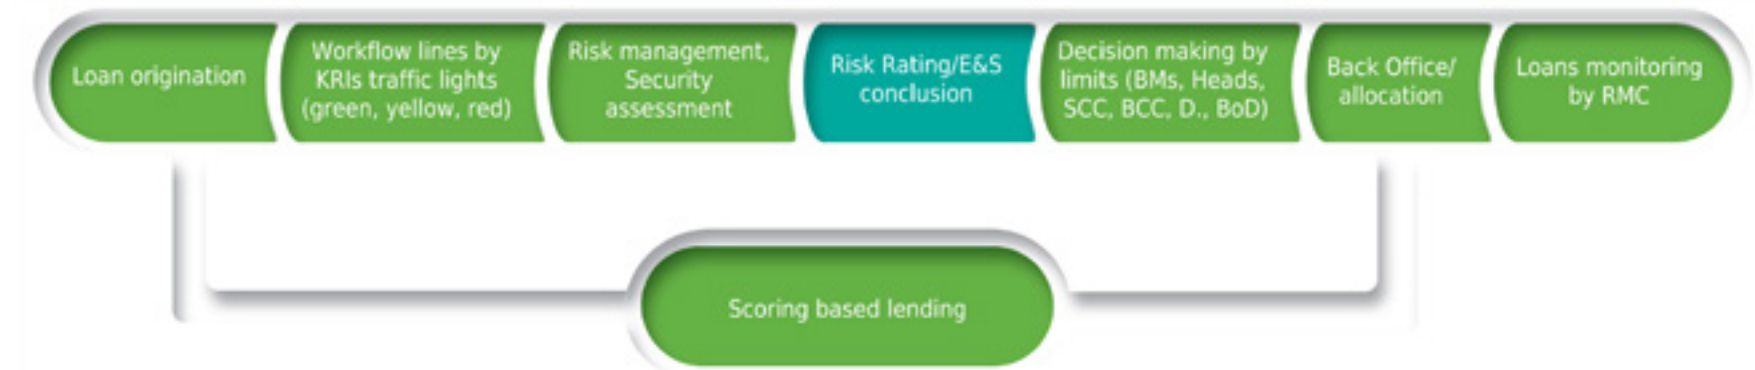 Loan origination
Workflow lines by
KRIs traffic lights
(green, yellow, red)
Risk management,
Security
assessment
Risk Rating/E&S
conclusion
Decision making by
limits (BMs, Heads,
SCC, BCC, D., BoD)
Back Office/
allocation
Loans monitoring
by RMC
Scoring based lending